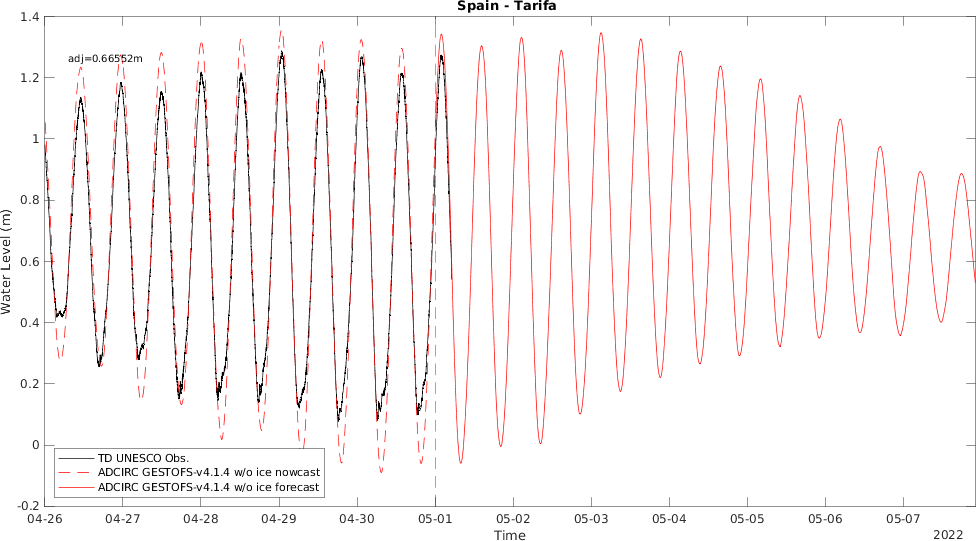 Spain - Tarifa
1.4
1.2
1
0.8
0.6
0.4
0.2
0
-0.2
Water Level (m)
adj=0.66552m
TD UNESCO Obs.
ADCIRC GESTOFS-v4.1.4 w/o ice nowcast
ADCIRC GESTOFS-v4.1.4 w/o ice forecast
04-26 04-27 04-28 04-29 04-30 05-01 05-02 05-03 05-04 05-05 05-06 05-07
Time
2022